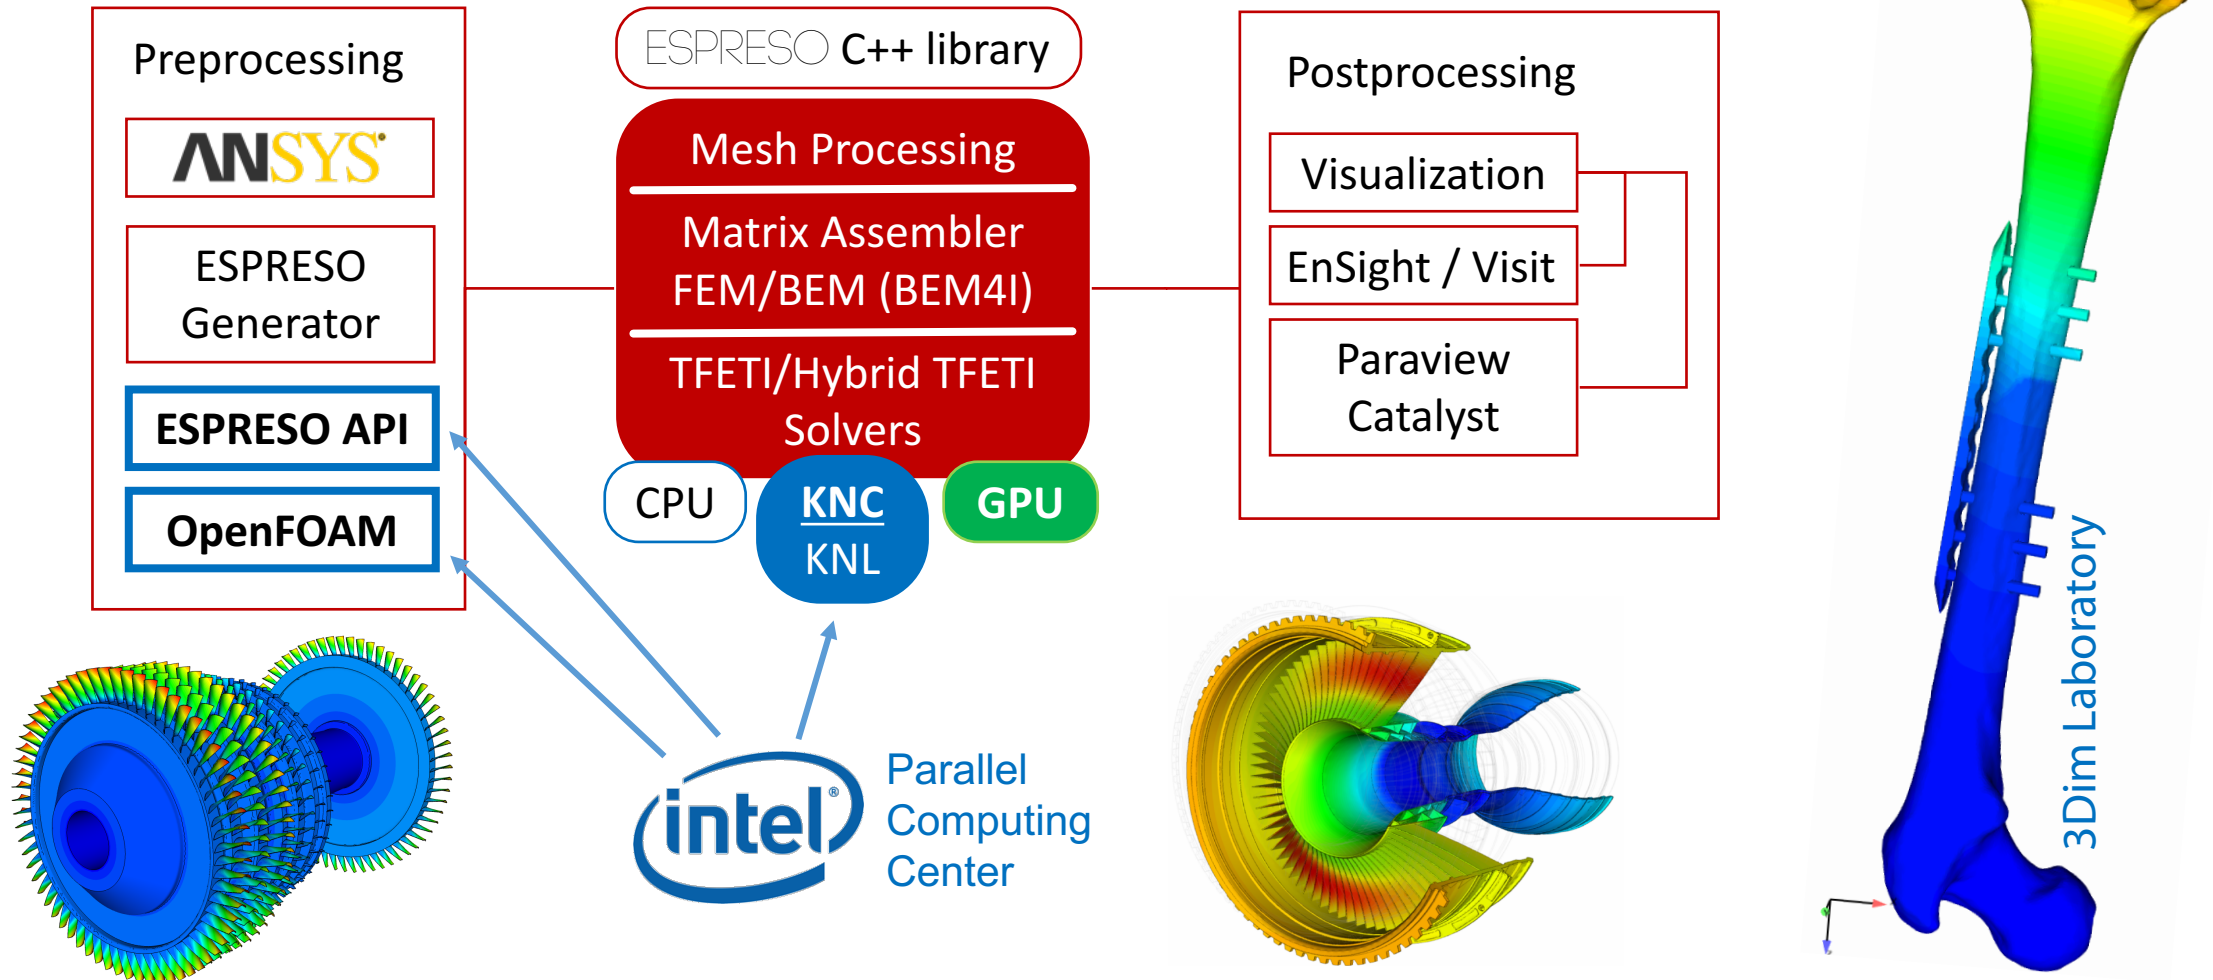 Preprocessing
ANSYS
ESPRESO
Generator
ESPRESO API
OpenFOAM
ESPRESO C++ library
Mesh Processing
Matrix Assembler
FEM/BEM (BEM4I)
TFETI/Hybrid TFETI
Solvers
CPU
KNC
KNL
GPU
Postprocessing
Visualization
EnSight / Visit
Paraview
Catalyst
intel®
Parallel
Computing
Center
3Dim Laboratory